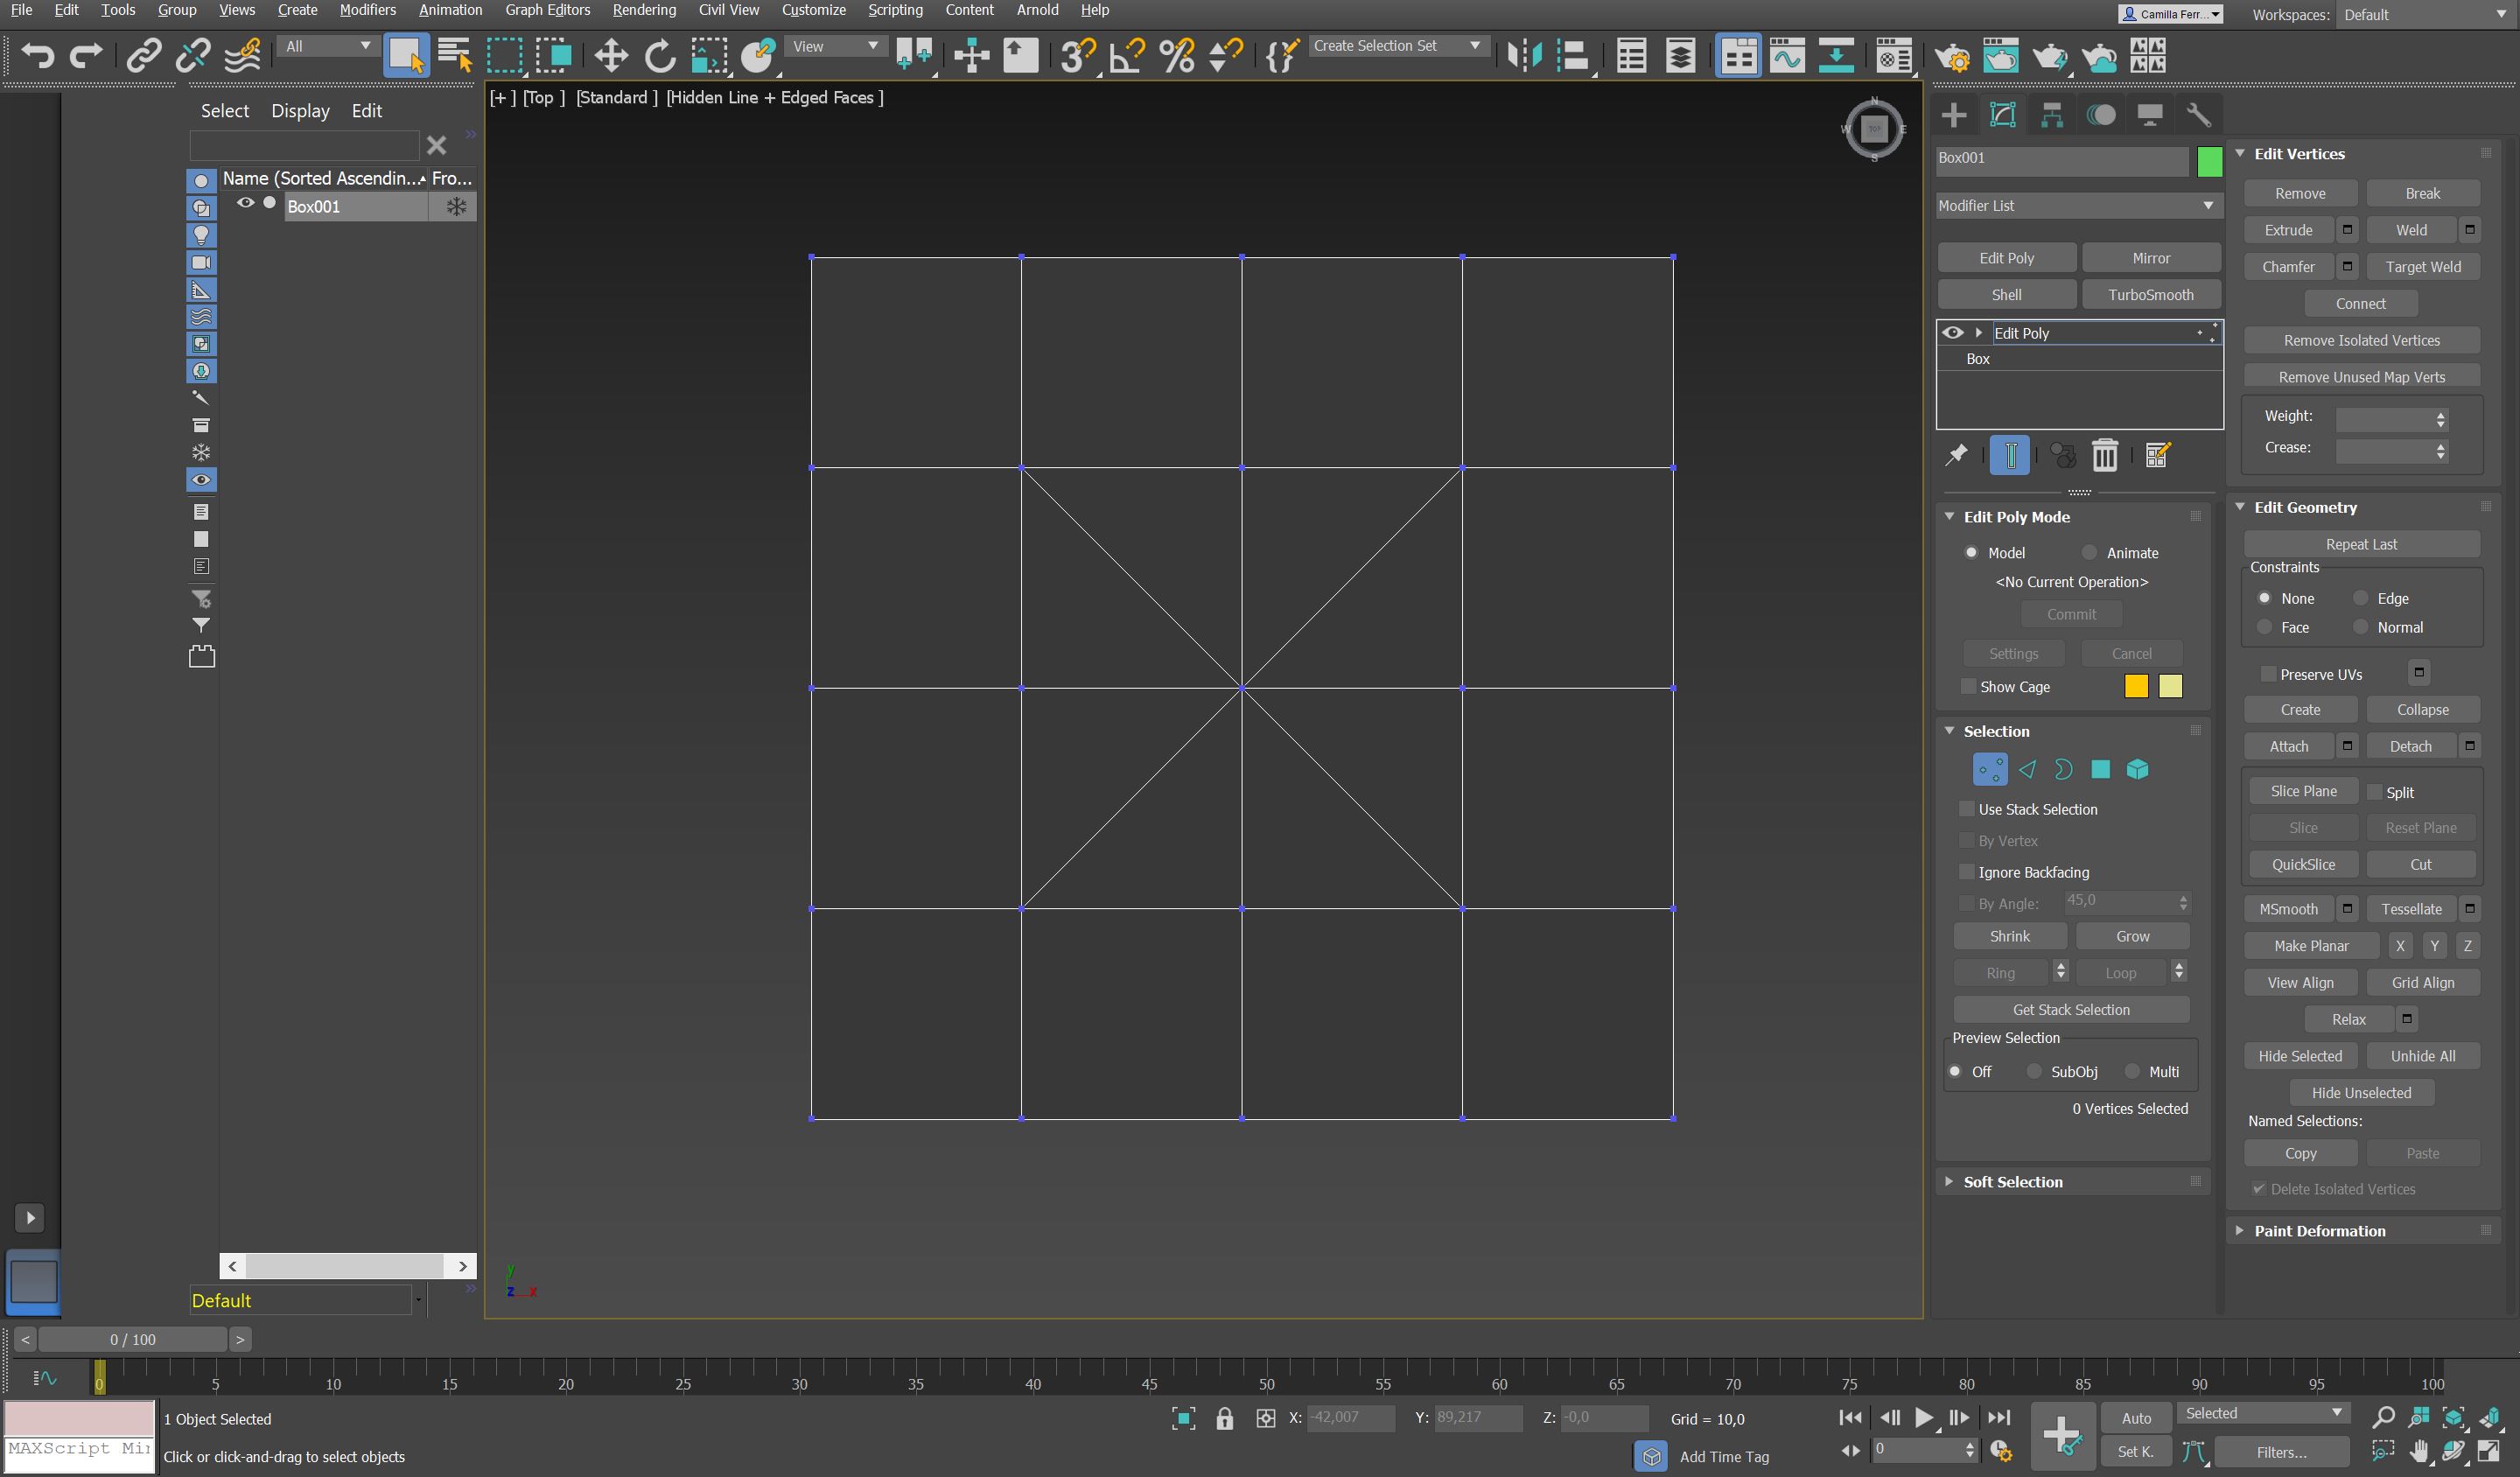 File Edit Tools Group Views Create Modifiers Animation Graph Editors Rendering Civil View Customize Scripting Content Arnold Help
Camilla Ferr... Workspaces: Default
All View Create Selection Set
Select Display Edit
[+ ] [Top ] [Standard ] [Hidden Line + Edged Faces ]
N
W TOP E
S
Name (Sorted Ascendin... Fro...
Box001
Box001
Modifier List
Edit Poly Mirror
Shell TurboSmooth
Edit Poly
Box
Edit Poly Mode
Model Animate
<No Current Operation>
Commit
Settings Cancel
Show Cage
Selection
Use Stack Selection
By Vertex
Ignore Backfacing
By Angle: 45,0
Shrink Grow
Ring Loop
Get Stack Selection
Preview Selection
Off SubObj Multi
0 Vertices Selected
Soft Selection
Edit Vertices
Remove Break
Extrude Weld
Chamfer Target Weld
Connect
Remove Isolated Vertices
Remove Unused Map Verts
Weight:
Crease:
Edit Geometry
Repeat Last
Constraints
None Edge
Face Normal
Preserve UVs
Create Collapse
Attach Detach
Slice Plane Split
Slice Reset Plane
QuickSlice Cut
MSmooth Tessellate
Make Planar X Y Z
View Align Grid Align
Relax
Hide Selected Unhide All
Hide Unselected
Named Selections:
Copy Paste
Delete Isolated Vertices
Paint Deformation
y
z x
Default
< 0 / 100 >
0 5 10 15 20 25 30 35 40 45 50 55 60 65 70 75 80 85 90 95 100
1 Object Selected X: -42,007 Y: 89,217 Z: -0,0 Grid = 10,0 Auto Selected
MAXScript Mi
Click or click-and-drag to select objects Add Time Tag 0 Set K. Filters...